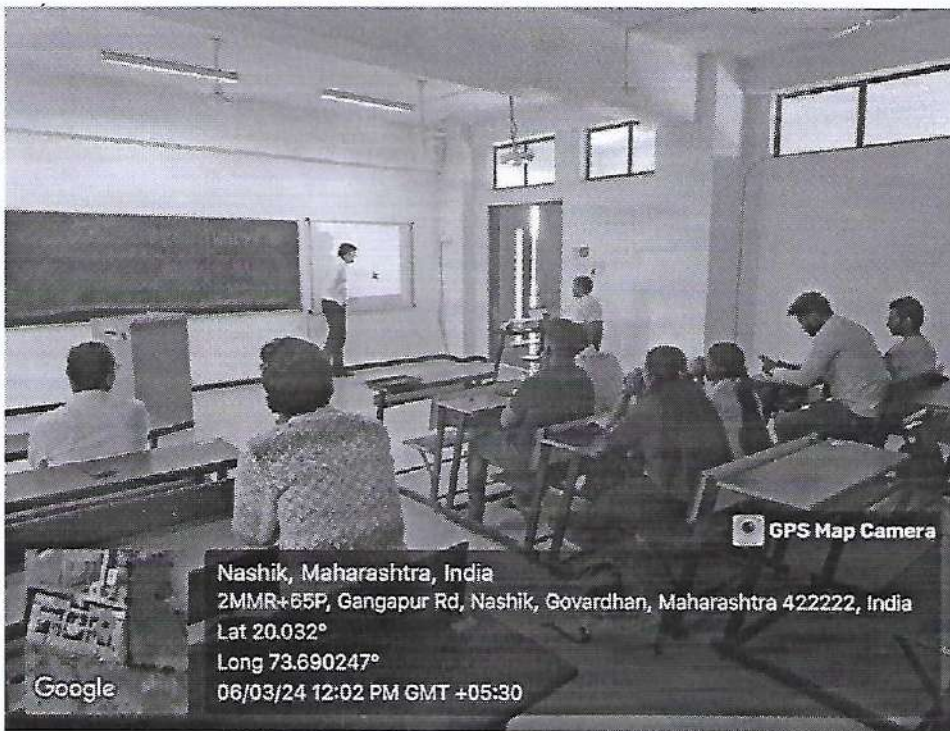 GPS Map Camera
Nashik, Maharashtra, India
2MMR+65P, Gangapur Rd, Nashik, Govardhan, Maharashtra 422222, India
Lat 20.032°
Long 73.690247°
06/03/24 12:02 PM GMT +05:30
Google